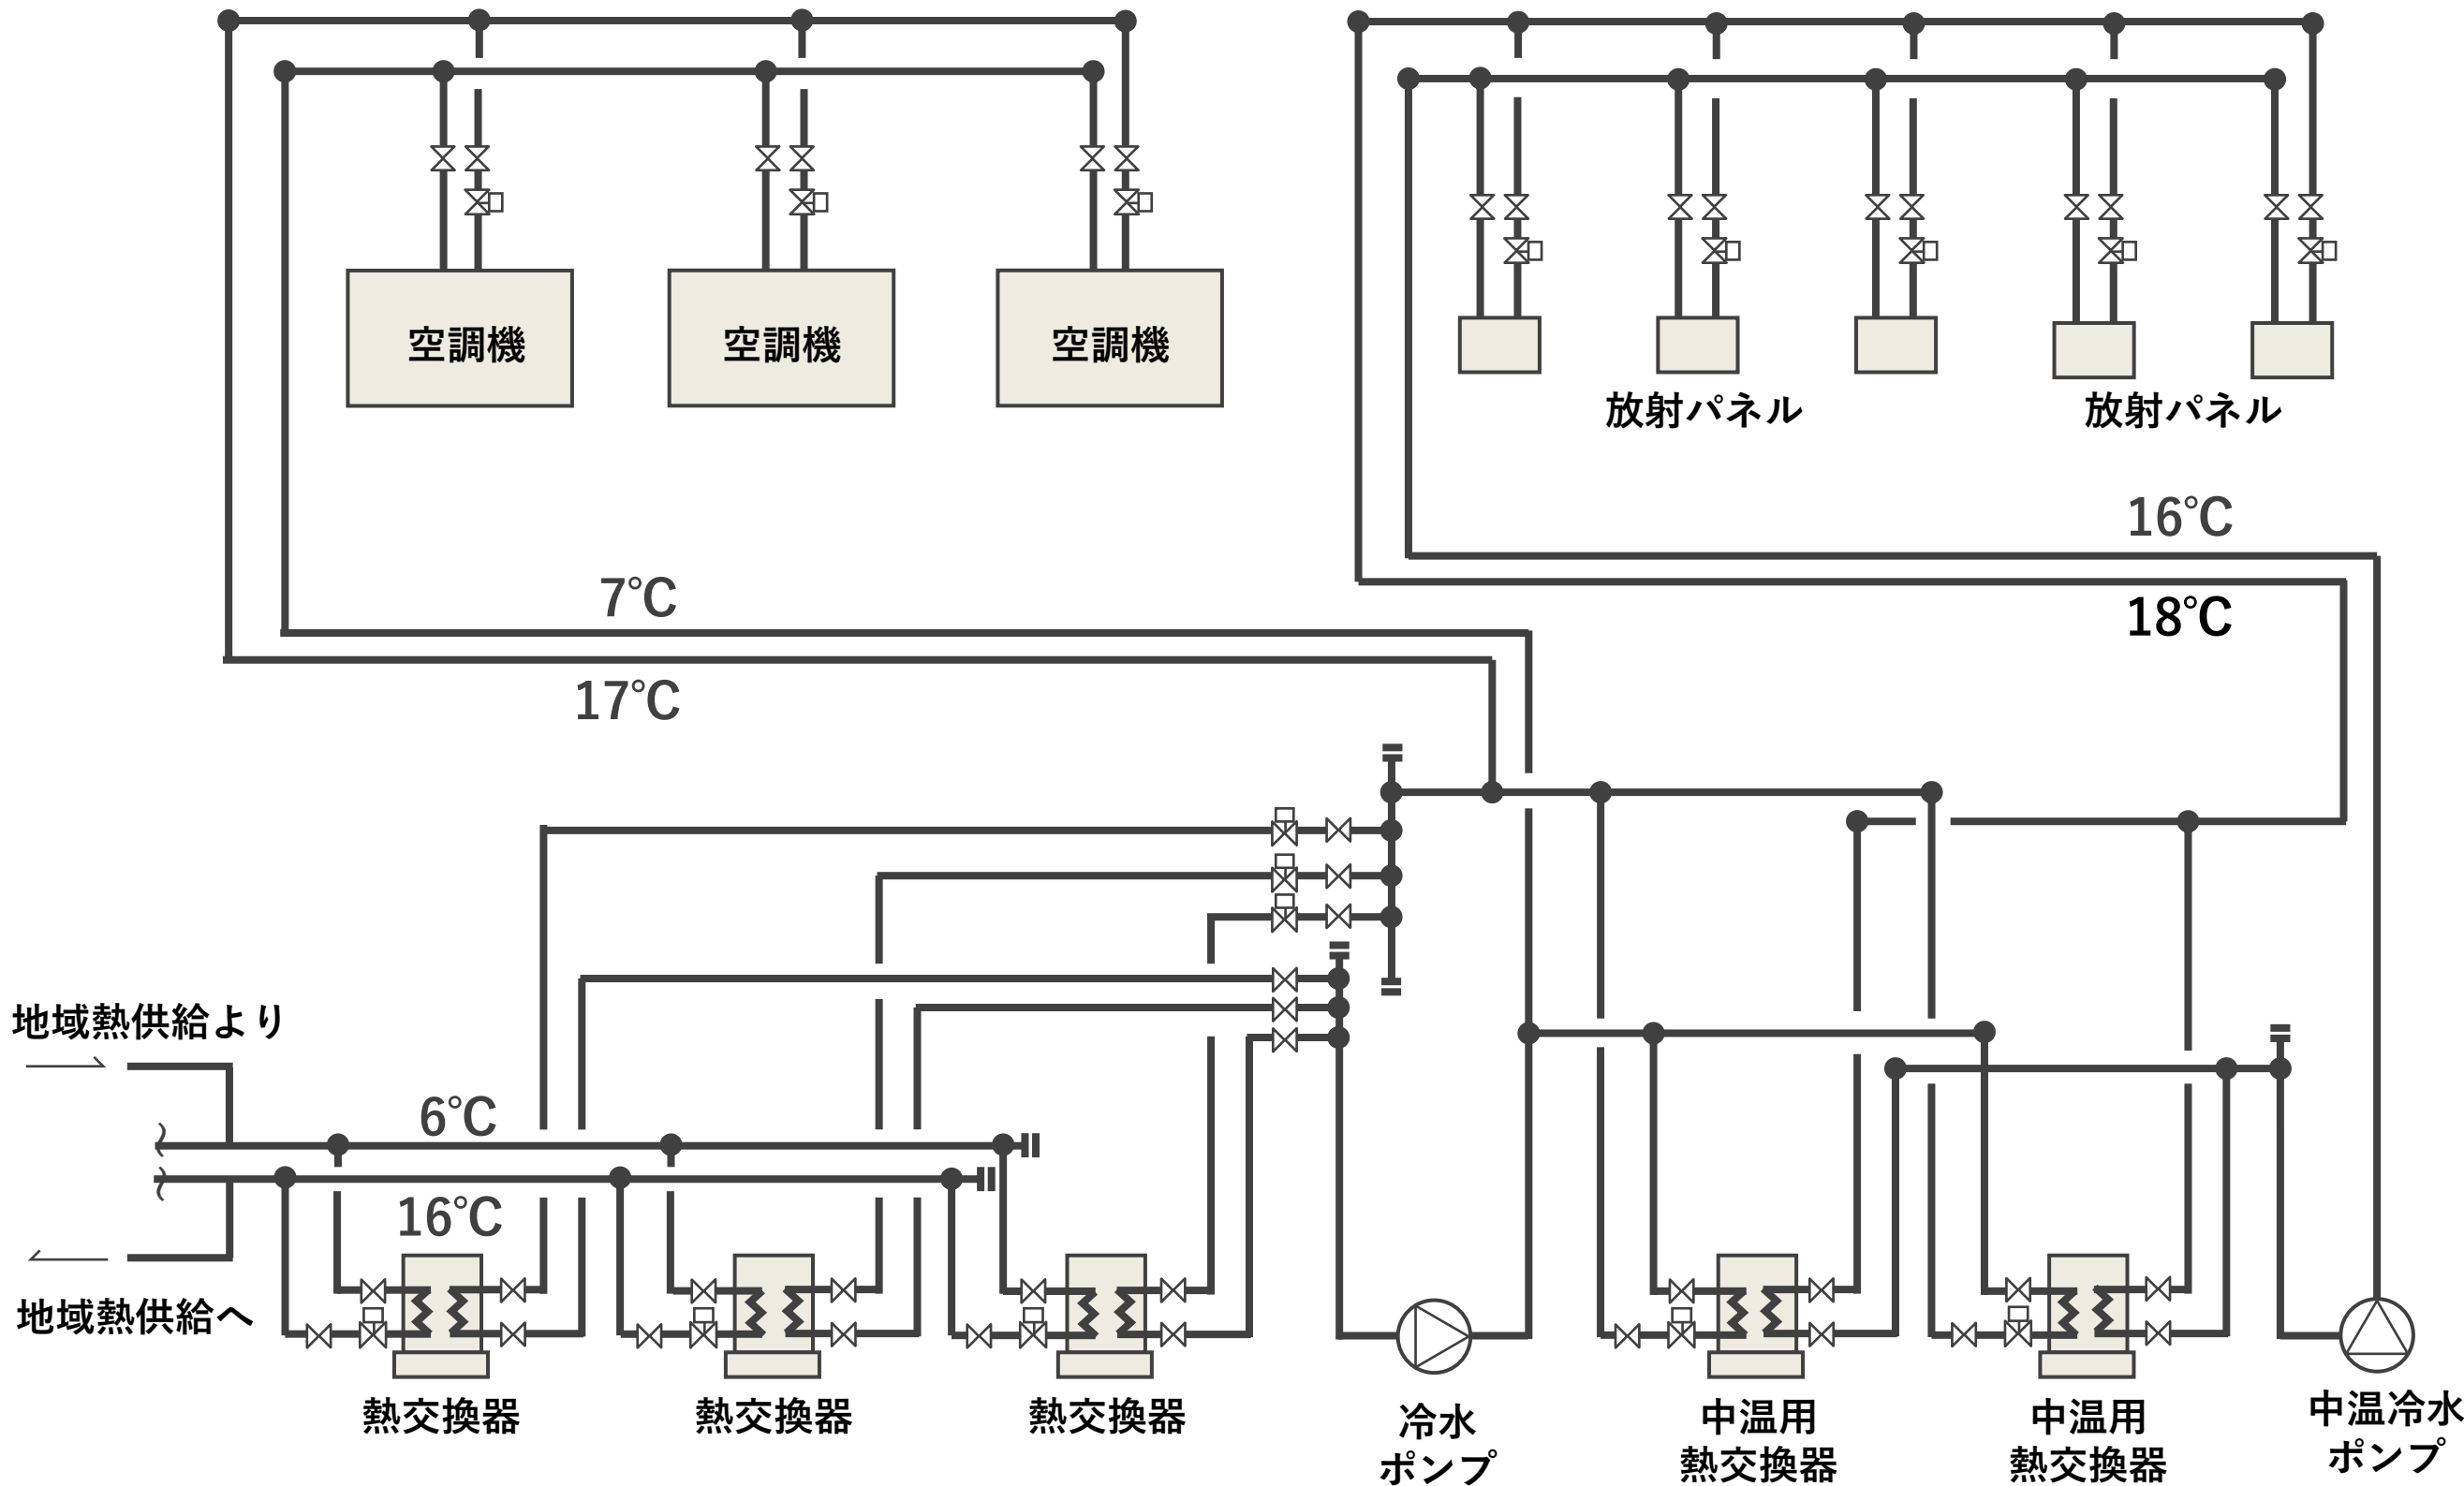 空調機
空調機
空調機
放射パネル
放射パネル
16℃
7℃
18℃
17℃
地域熱供給より
6℃
16℃
地域熱供給へ
熱交換器
熱交換器
熱交換器
冷水
ポンプ
中温用
熱交換器
中温用
熱交換器
中温冷水
ポンプ